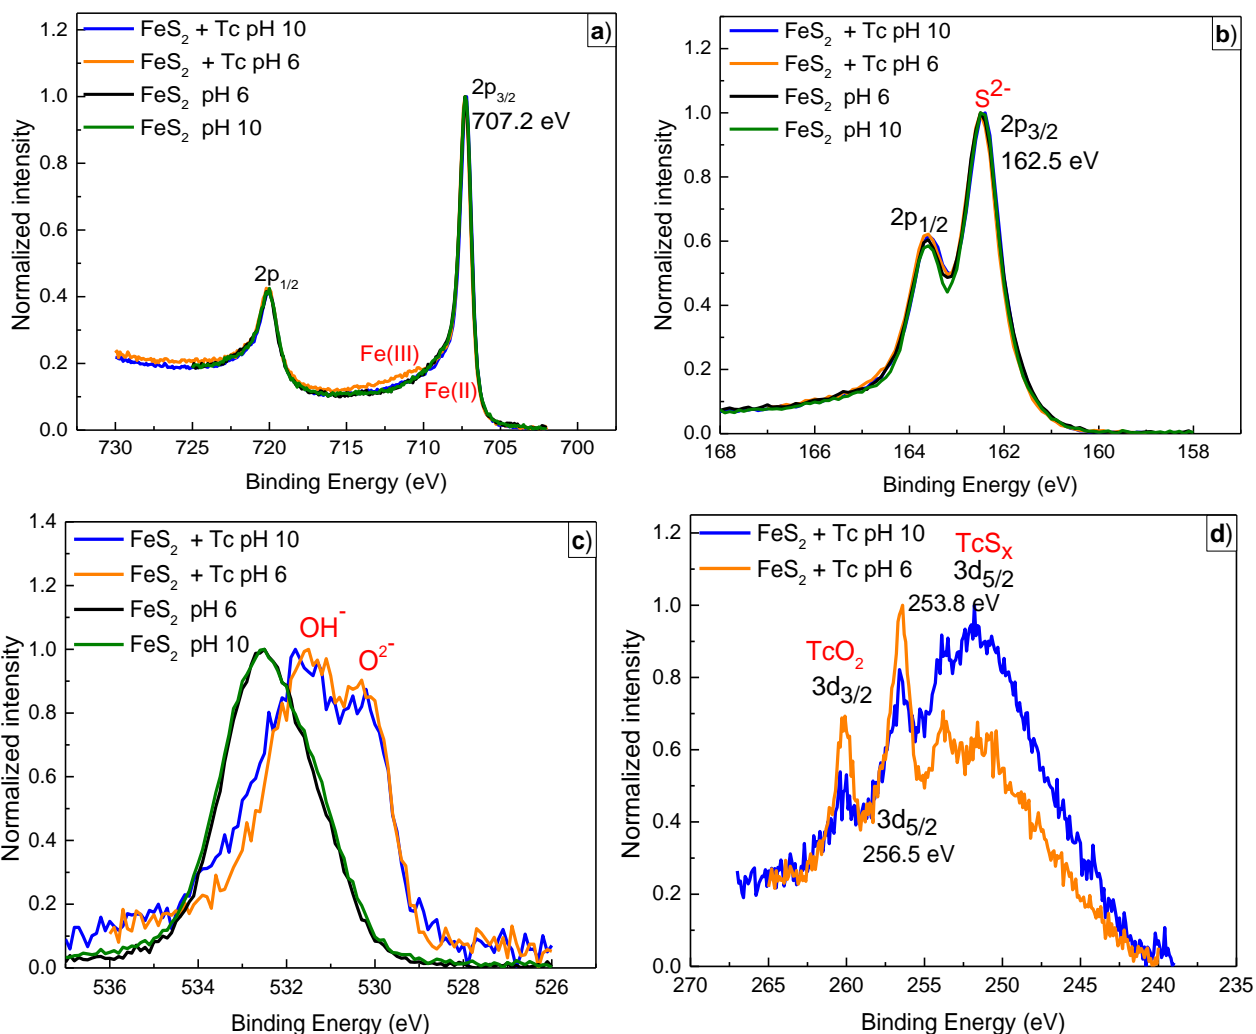 a)
FeS2 + Tc pH 10
FeS2 + Tc pH 6
FeS2 pH 6
FeS2 pH 10
2p3/2
707.2 eV
2p1/2
Fe(III)
Fe(II)
Normalized intensity
1.2
1.0
0.8
0.6
0.4
0.2
0.0
730 725 720 715 710 705 700
Binding Energy (eV)
b)
FeS2 + Tc pH 10
FeS2 + Tc pH 6
FeS2 pH 6
FeS2 pH 10
S2-
2p3/2
162.5 eV
2p1/2
Normalized intensity
1.2
1.0
0.8
0.6
0.4
0.2
0.0
168 166 164 162 160 158
Binding Energy (eV)
c)
FeS2 + Tc pH 10
FeS2 + Tc pH 6
FeS2 pH 6
FeS2 pH 10
OH-
O2-
Normalized intensity
1.4
1.2
1.0
0.8
0.6
0.4
0.2
0.0
536 534 532 530 528 526
Binding Energy (eV)
d)
FeS2 + Tc pH 10
FeS2 + Tc pH 6
TcSx
3d5/2
253.8 eV
TcO2
3d3/2
3d5/2
256.5 eV
Normalized intensity
1.2
1.0
0.8
0.6
0.4
0.2
0.0
270 265 260 255 250 245 240 235
Binding Energy (eV)